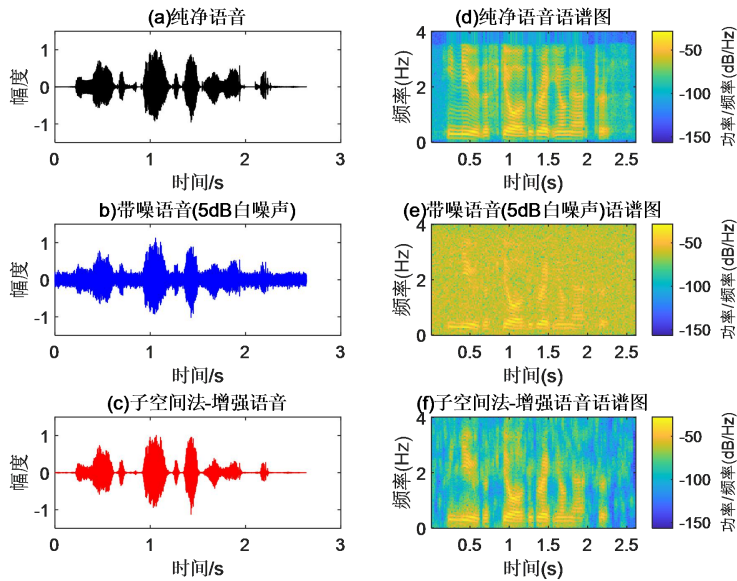 (a)纯净语音
1
0
-1
幅度
0 1 2 3
时间/s
(d)纯净语音语谱图
4
2
0
频率(Hz)
0.5 1 1.5 2 2.5
时间(s)
-50
-100
-150
功率/频率(dB/Hz)
b)带噪语音(5dB白噪声)
1
0
-1
幅度
0 1 2 3
时间/s
(e)带噪语音(5dB白噪声)语谱图
4
2
0
频率(Hz)
0.5 1 1.5 2 2.5
时间(s)
-50
-100
-150
功率/频率(dB/Hz)
(c)子空间法-增强语音
1
0
-1
幅度
0 1 2 3
时间/s
(f)子空间法-增强语音语谱图
4
2
0
频率(Hz)
0.5 1 1.5 2 2.5
时间(s)
-50
-100
-150
功率/频率(dB/Hz)